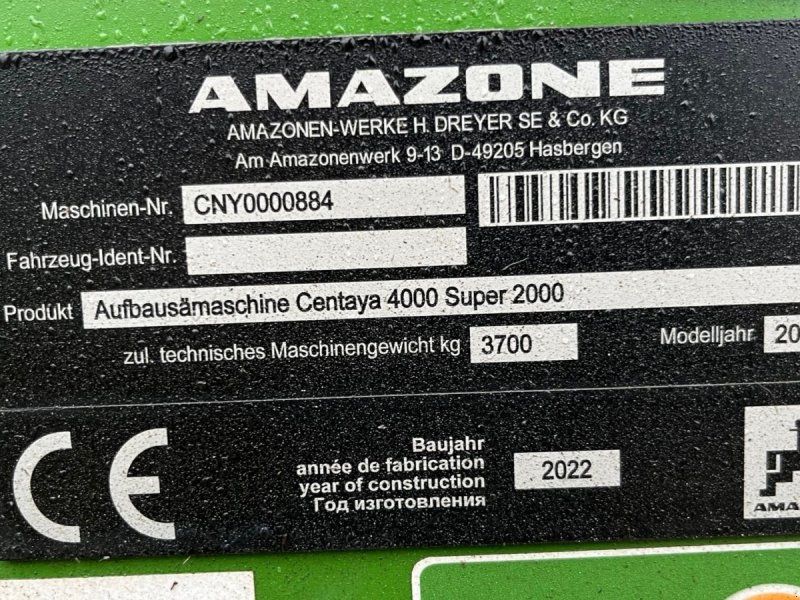 AMAZONE
AMAZONEN-WERKE H. DREYER SE & Co. KG
Am Amazonenwerk 9-13 D-49205 Hasbergen
Maschinen-Nr. CNY0000884
Fahrzeug-Ident-Nr.
Produkt Aufbausämaschine Centaya 4000 Super 2000
zul. technisches Maschinengewicht kg 3700 Modelljahr 20
CE
Baujahr
année de fabrication
year of construction
Год изготовления
2022
AMA